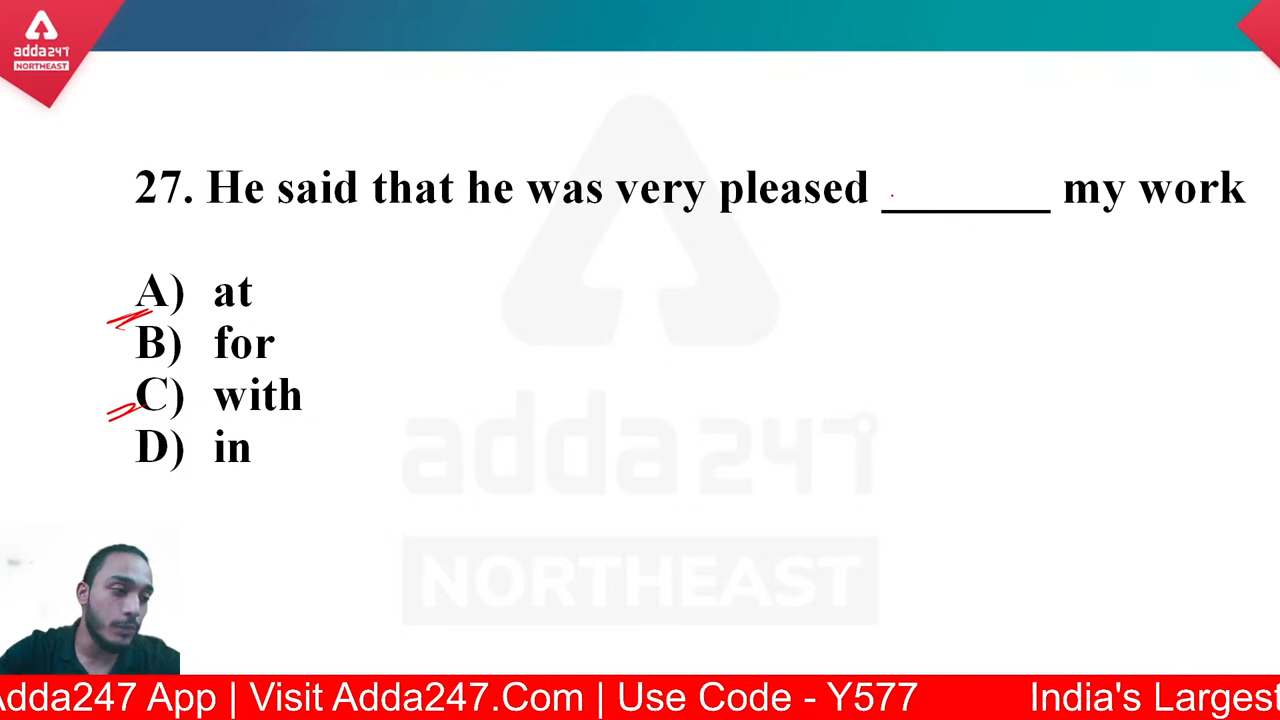 adda247
NORTHEAST
27. He said that he was very pleased ________ my work
A) at
B) for
C) with
D) in
adda247
NORTHEAST
Adda247 App | Visit Adda247.Com | Use Code - Y577 India's Largest